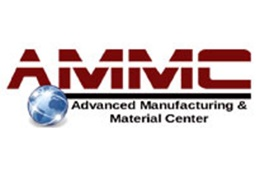 AMMC
Advanced Manufacturing &
Material Center